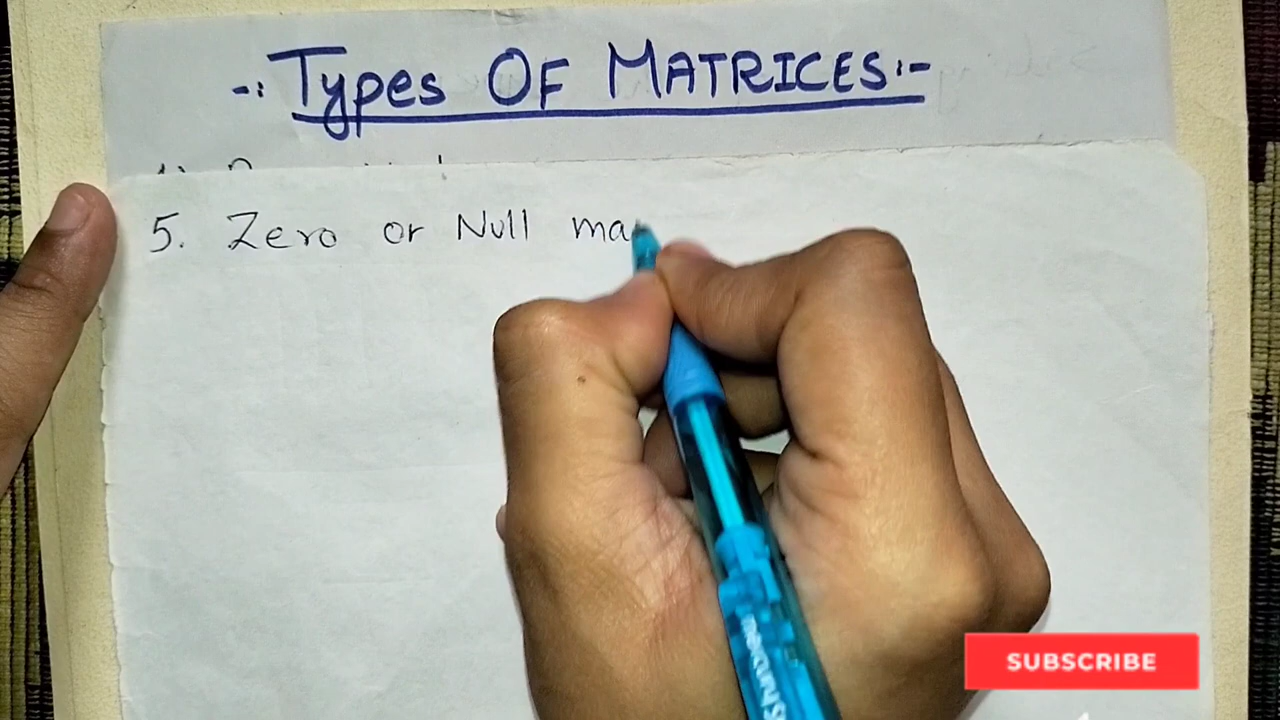 -: Types OF MATRICES :-
5. Zero or Null ma
SUBSCRIBE